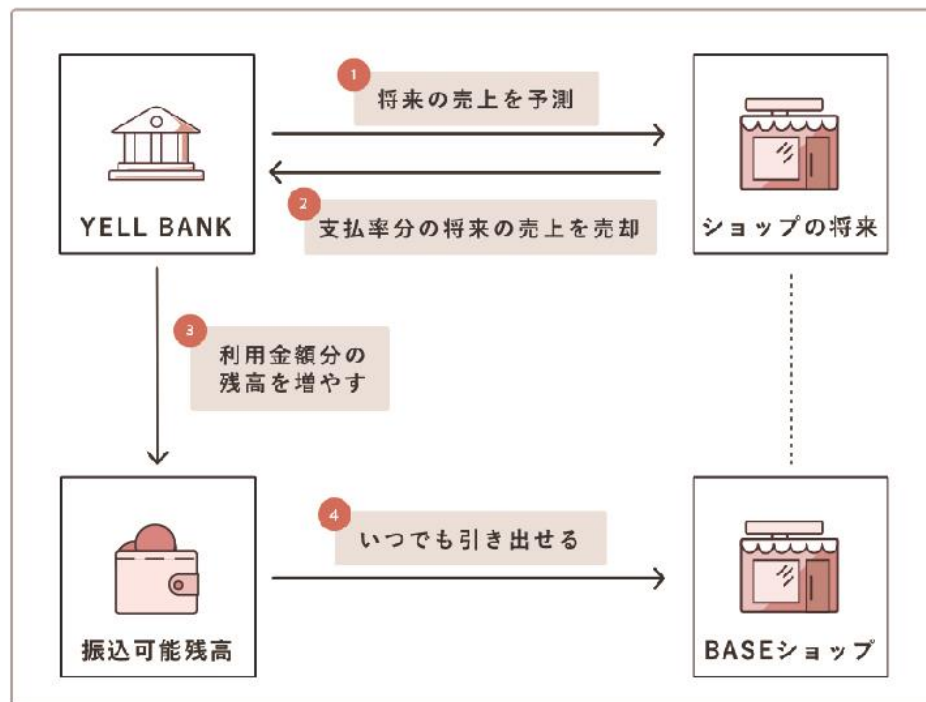 1
将来の売上を予測
YELL BANK
2
支払率分の将来の売上を売却
ショップの将来
3
利用金額分の
残高を増やす
4
いつでも引き出せる
振込可能残高
BASEショップ